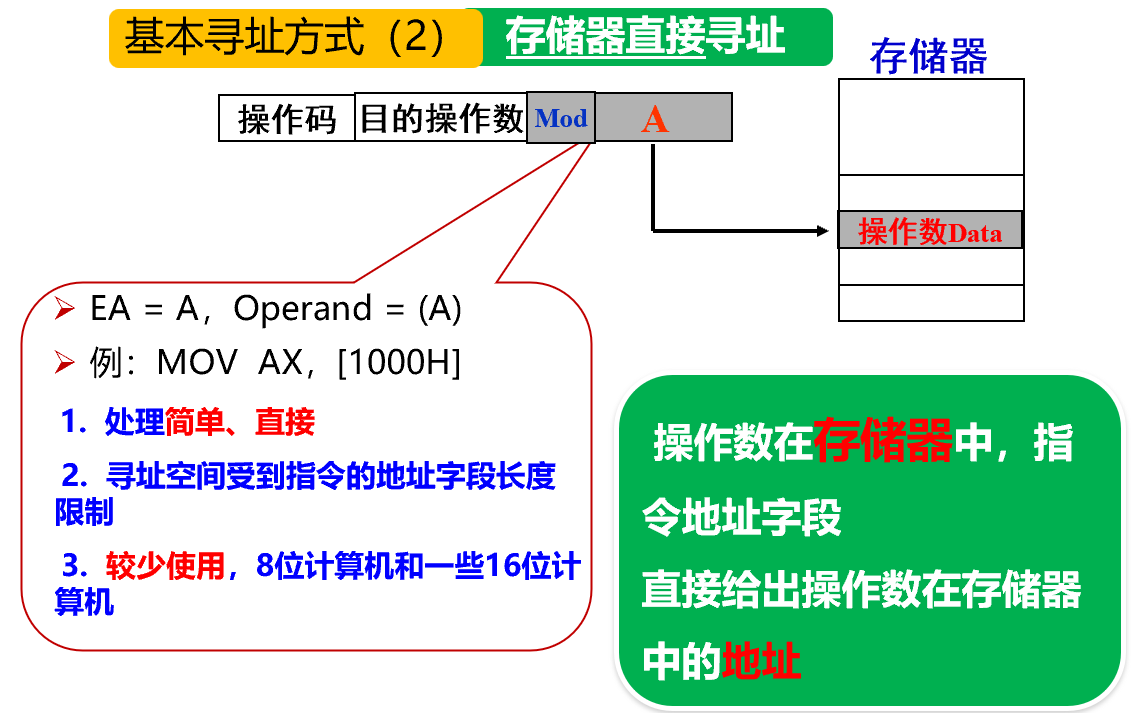 基本寻址方式（2）
存储器直接寻址
存储器
操作码 目的操作数 Mod A
操作数Data
EA = A，Operand = (A)
例：MOV AX，[1000H]
1. 处理简单、直接
2. 寻址空间受到指令的地址字段长度
限制
3. 较少使用，8位计算机和一些16位计
算机
操作数在存储器中，指
令地址字段
直接给出操作数在存储器
中的地址